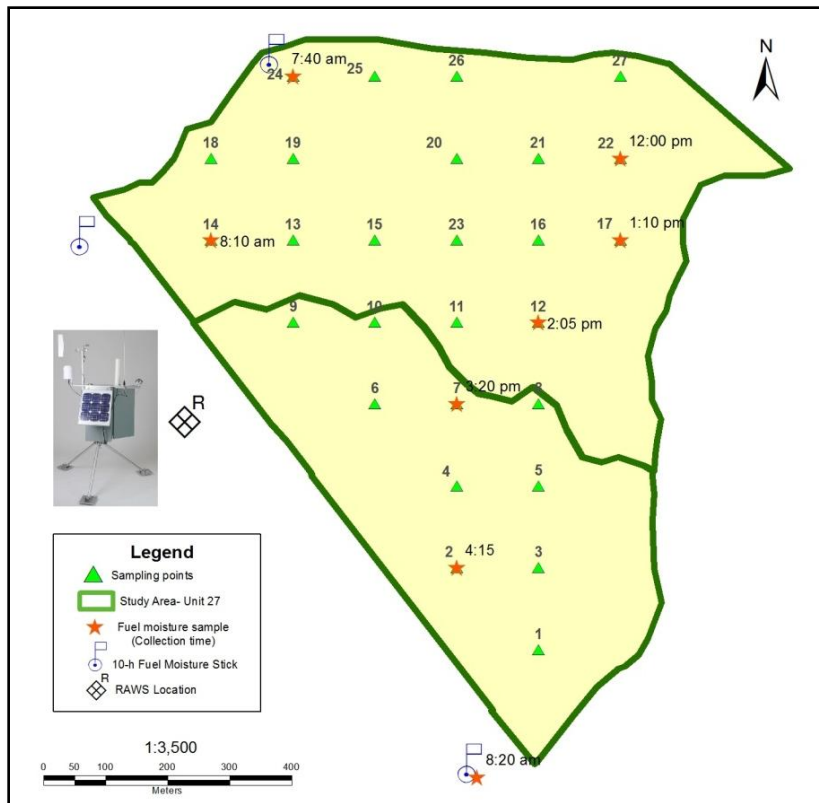 N
7:40 am
24
25
26
27
18
19
20
21
22
12:00 pm
14
8:10 am
13
15
23
16
17
1:10 pm
9
10
11
12
2:05 pm
6
7
3:20 pm
8
R
4
5
2
4:15
3
1
Legend
Sampling points
Study Area- Unit 27
Fuel moisture sample
(Collection time)
10-h Fuel Moisture Stick
R
RAWS Location
1:3,500
0 50 100 200 300 400
Meters
8:20 am